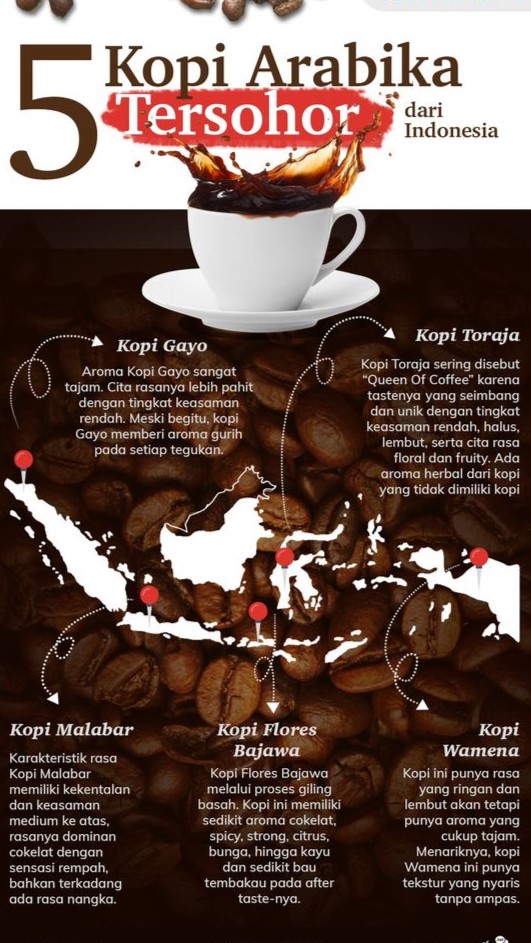 5
Kopi Arabika
Tersohor
dari
Indonesia
Kopi Gayo
Aroma Kopi Gayo sangat
tajam. Cita rasanya lebih pahit
dengan tingkat keasaman
rendah. Meski begitu, kopi
Gayo memberi aroma gurih
pada setiap tegukan.
Kopi Toraja
Kopi Toraja sering disebut
“Queen Of Coffee” karena
tastenya yang seimbang
dan unik dengan tingkat
keasaman rendah, halus,
lembut, serta cita rasa
floral dan fruity. Ada
aroma herbal dari kopi
yang tidak dimiliki kopi
Kopi Malabar
Karakteristik rasa
Kopi Malabar
memiliki kekentalan
dan keasaman
medium ke atas,
rasanya dominan
cokelat dengan
sensasi rempah,
bahkan terkadang
ada rasa nangka.
Kopi Flores
Bajawa
Kopi Flores Bajawa
melalui proses giling
basah. Kopi ini memiliki
sedikit aroma cokelat,
spicy, strong, citrus,
bunga, hingga kayu
dan sedikit bau
tembakau pada after
taste-nya.
Kopi
Wamena
Kopi ini punya rasa
yang ringan dan
lembut akan tetapi
punya aroma yang
cukup tajam.
Menariknya, kopi
Wamena ini punya
tekstur yang nyaris
tanpa ampas.